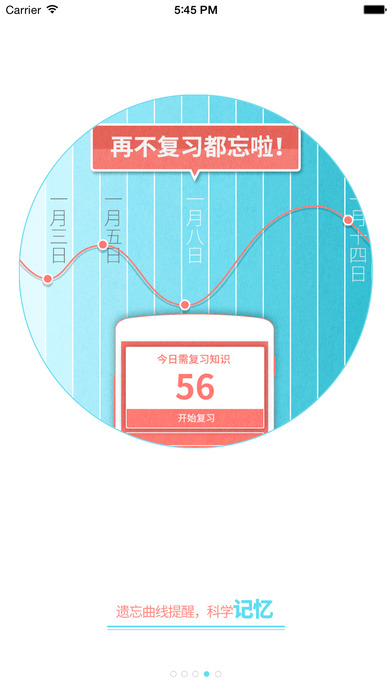 Carrier 5:45 PM
再不复习都忘啦!
一月三日
一月五日
一月八日
一月十四日
今日需复习知识
56
开始复习
遗忘曲线提醒，科学记忆